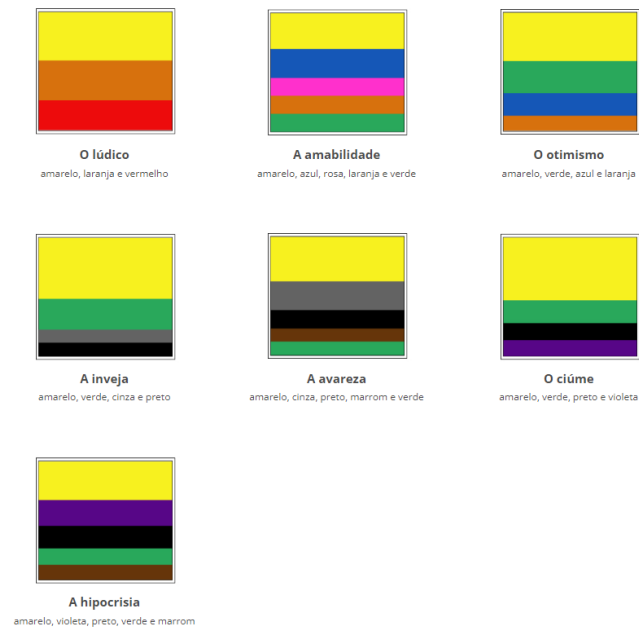 O lúdico
amarelo, laranja e vermelho
A amabilidade
amarelo, azul, rosa, laranja e verde
O otimismo
amarelo, verde, azul e laranja
A inveja
amarelo, verde, cinza e preto
A avareza
amarelo, cinza, preto, marrom e verde
O ciúme
amarelo, verde, preto e violeta
A hipocrisia
amarelo, violeta, preto, verde e marrom